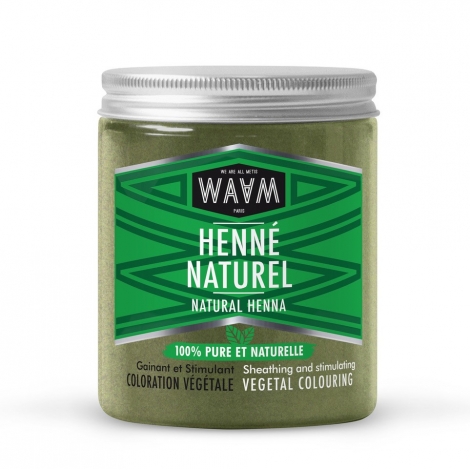 WE ARE ALL METIS
WAAM
PARIS
HENNÉ
NATUREL
NATURAL HENNA
100% PURE ET NATURELLE
Gainant et Stimulant
COLORATION VÉGÉTALE
Sheathing and stimulating
VEGETAL COLOURING